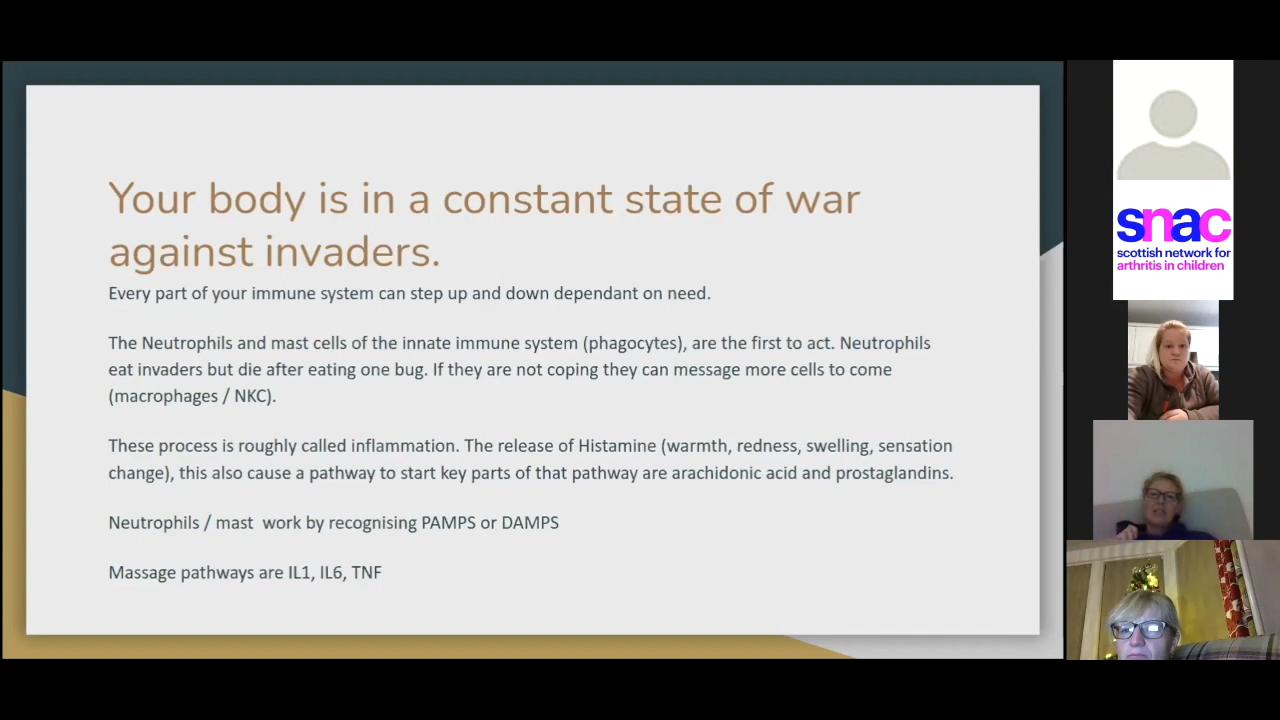 Your body is in a constant state of war
against invaders.
Every part of your immune system can step up and down dependant on need.
The Neutrophils and mast cells of the innate immune system (phagocytes), are the first to act. Neutrophils
eat invaders but die after eating one bug. If they are not coping they can message more cells to come
(macrophages / NKC).
These process is roughly called inflammation. The release of Histamine (warmth, redness, swelling, sensation
change), this also cause a pathway to start key parts of that pathway are arachidonic acid and prostaglandins.
Neutrophils / mast  work by recognising PAMPS or DAMPS
Massage pathways are IL1, IL6, TNF
snac
scottish network for
arthritis in children